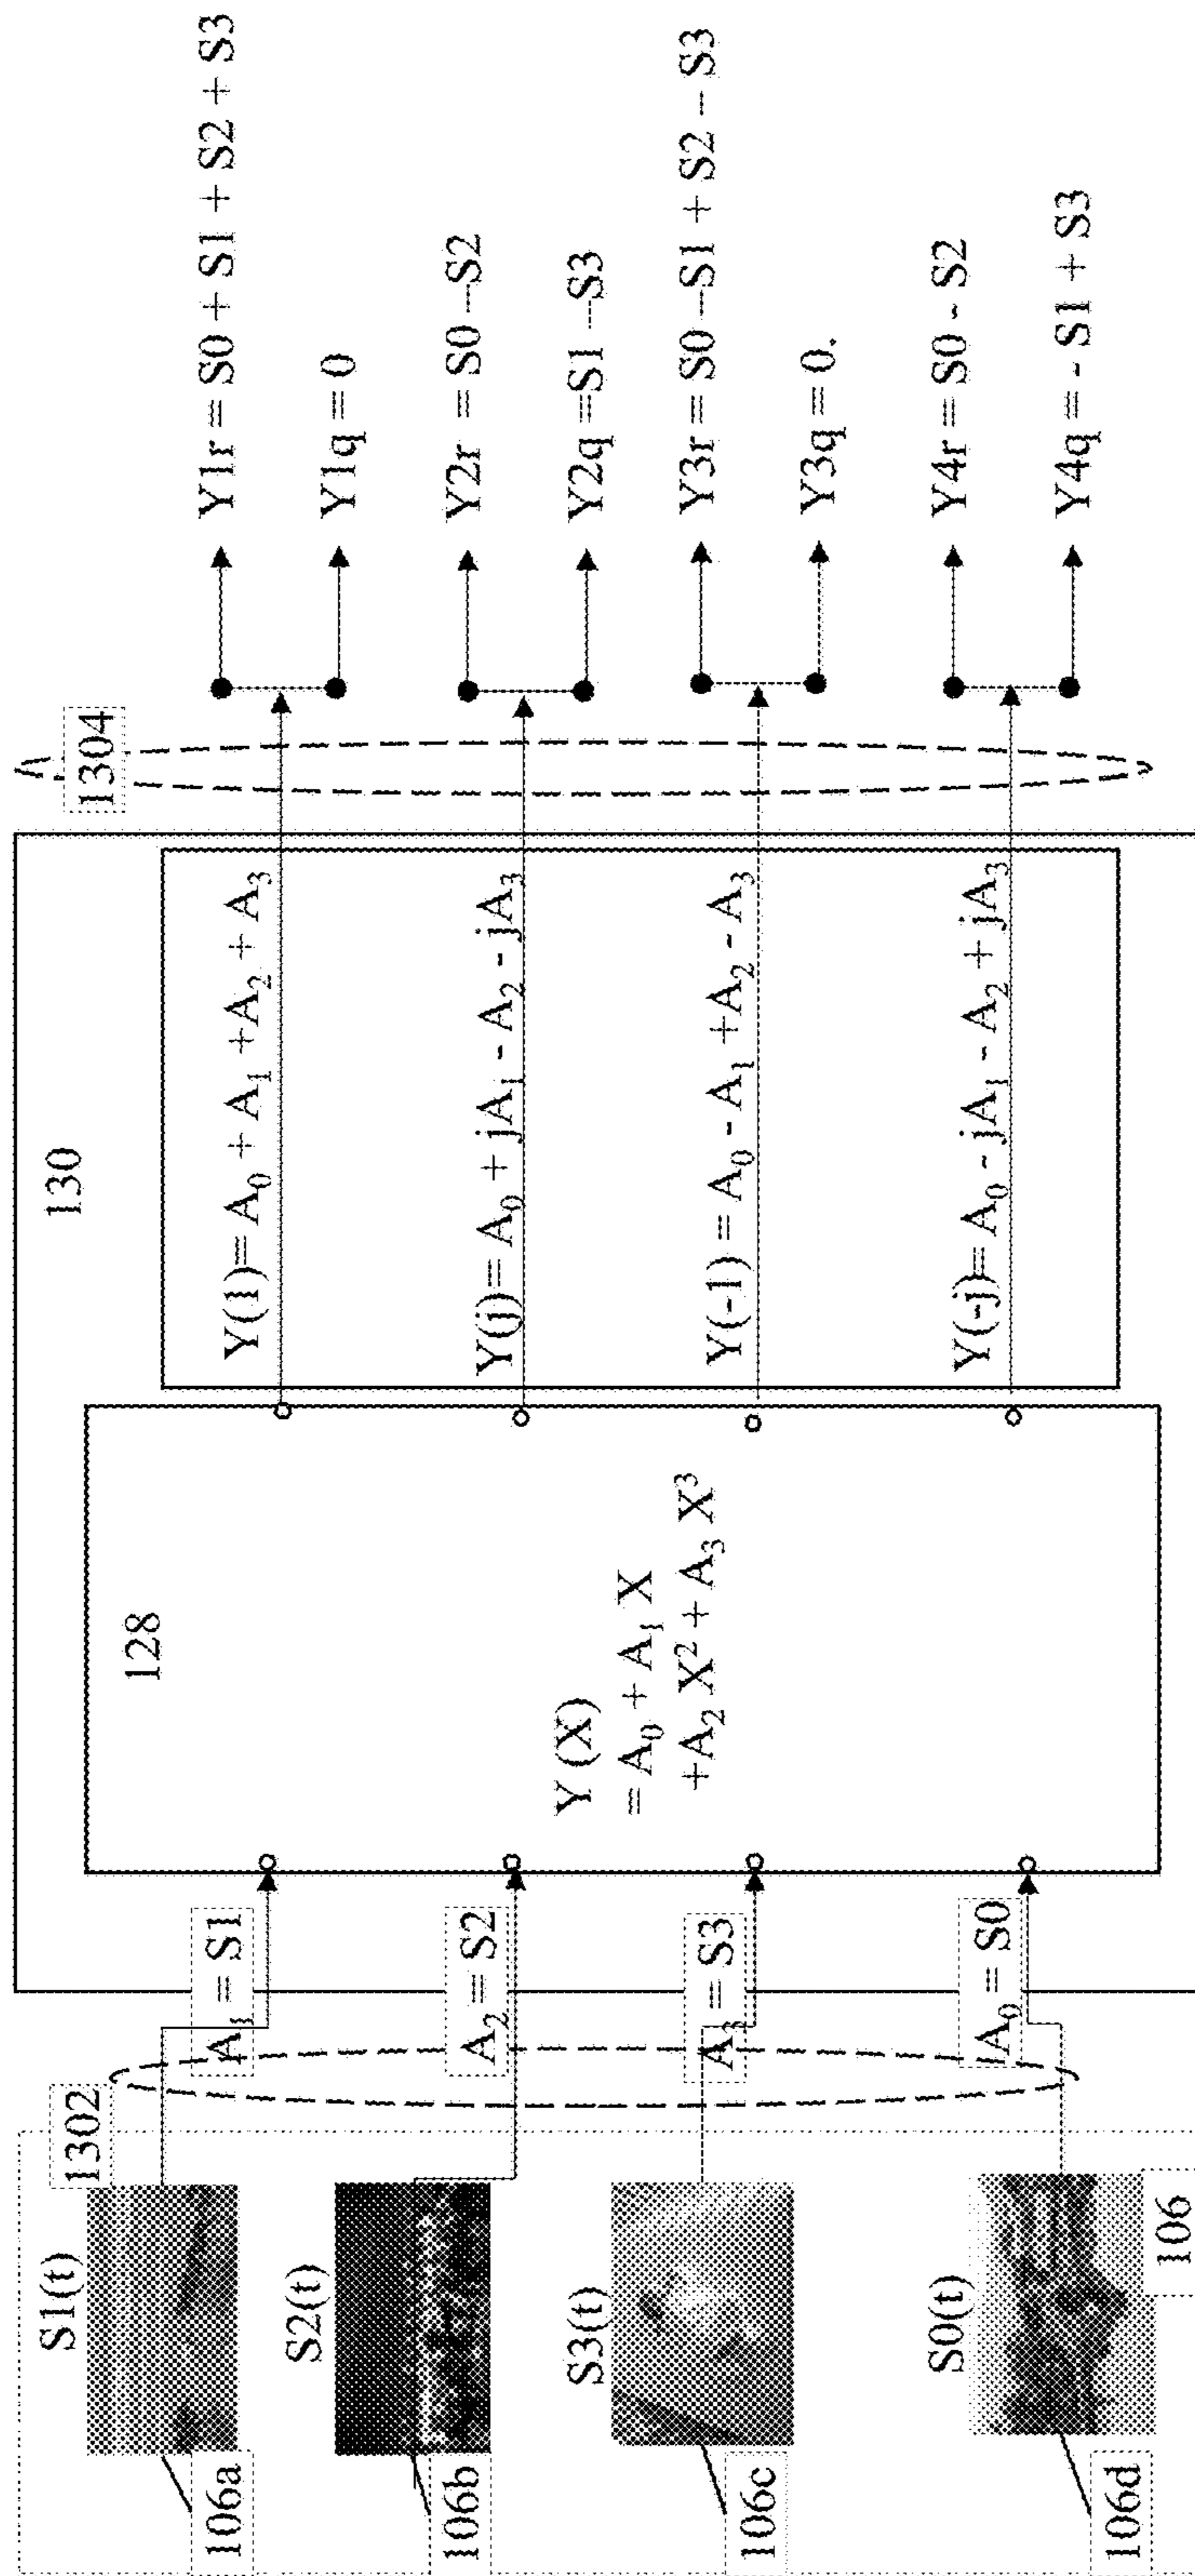 S1(t)
106a
S2(t)
106b
S3(t)
106c
S0(t)
106d
106
1302
A₁ = S1
A₂ = S2
A₃ = S3
A₀ = S0
128
Y (X)
= A₀ + A₁ X
+A₂ X² + A₃ X³
130
Y(1)= A₀ + A₁ +A₂ + A₃
Y(j)= A₀ + jA₁ - A₂ - jA₃
Y(-1) = A₀ - A₁ +A₂ - A₃
Y(-j)= A₀ - jA₁ - A₂ + jA₃
1304
Y1r = S0 + S1 + S2 + S3
Y1q = 0
Y2r = S0 –S2
Y2q =S1 –S3
Y3r = S0 –S1 + S2 – S3
Y3q = 0.
Y4r = S0 - S2
Y4q = - S1 + S3